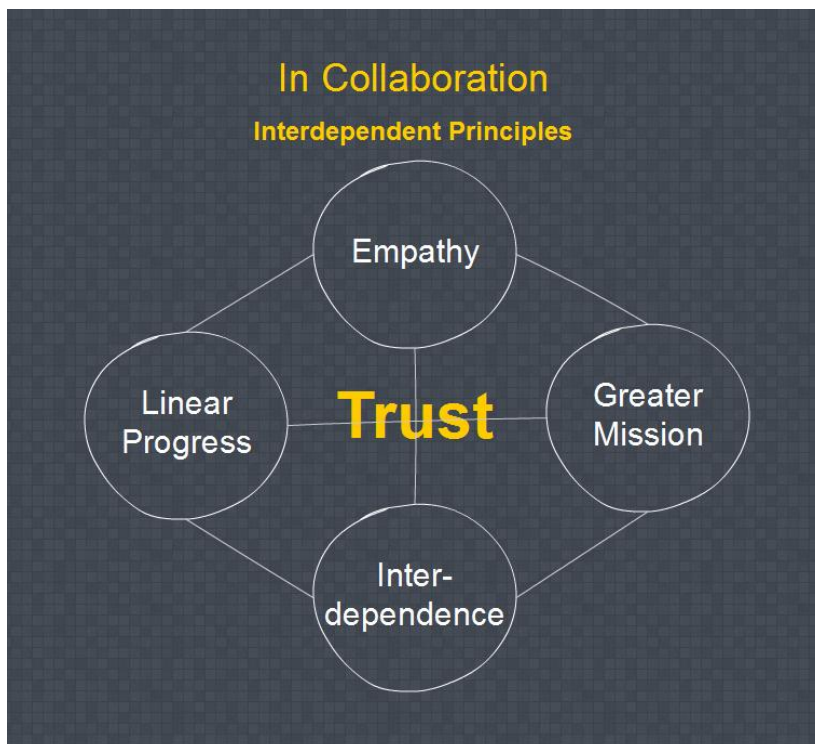 In Collaboration
Interdependent Principles
Empathy
Linear
Progress
Trust
Greater
Mission
Inter-
dependence